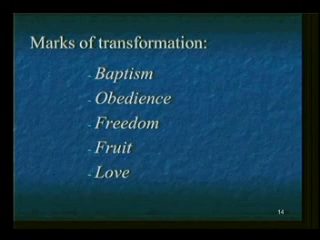 Marks of transformation:
- Baptism
- Obedience
- Freedom
- Fruit
- Love
14